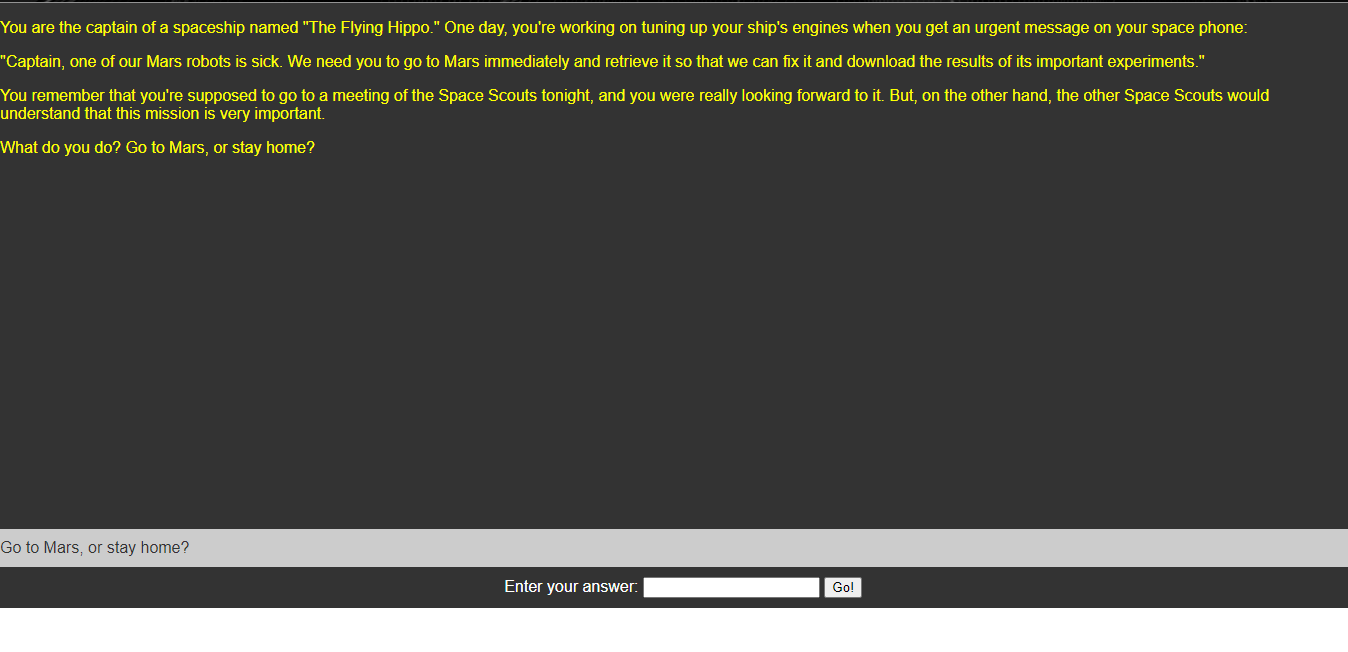 You are the captain of a spaceship named "The Flying Hippo." One day, you're working on tuning up your ship's engines when you get an urgent message on your space phone:
"Captain, one of our Mars robots is sick. We need you to go to Mars immediately and retrieve it so that we can fix it and download the results of its important experiments."
You remember that you're supposed to go to a meeting of the Space Scouts tonight, and you were really looking forward to it. But, on the other hand, the other Space Scouts would
understand that this mission is very important.
What do you do? Go to Mars, or stay home?
Go to Mars, or stay home?
Enter your answer: Go!